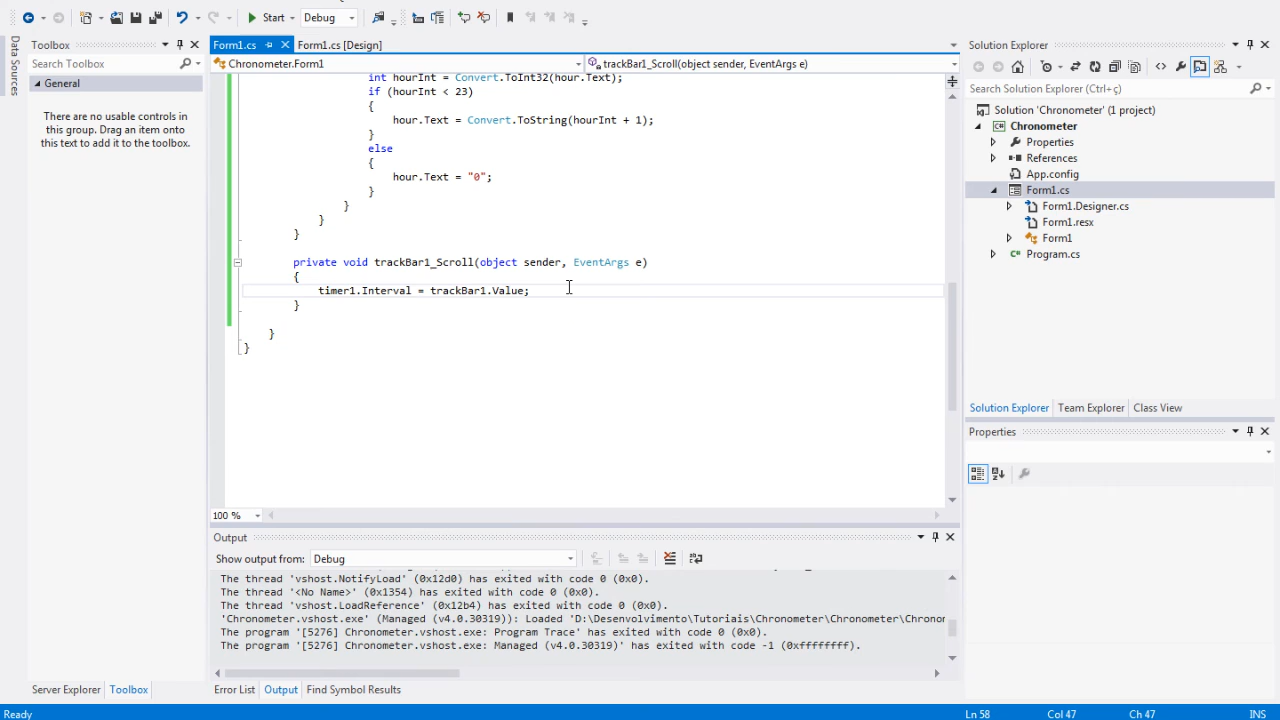 Start
Debug
Data Sources
Toolbox
Search Toolbox
General
There are no usable controls in
this group. Drag an item onto
this text to add it to the toolbox.
Form1.cs
Form1.cs [Design]
Chronometer.Form1
trackBar1_Scroll(object sender, EventArgs e)
int hourInt = Convert.ToInt32(hour.Text);
if (hourInt < 23)
{
hour.Text = Convert.ToString(hourInt + 1);
}
else
{
hour.Text = "0";
}
}
}
}
private void trackBar1_Scroll(object sender, EventArgs e)
{
timer1.Interval = trackBar1.Value;
}
}
}
100 %
Output
Show output from:
Debug
The thread 'vshost.NotifyLoad' (0x12d0) has exited with code 0 (0x0).
The thread '<No Name>' (0x1354) has exited with code 0 (0x0).
The thread 'vshost.LoadReference' (0x12b4) has exited with code 0 (0x0).
'Chronometer.vshost.exe' (Managed (v4.0.30319)): Loaded 'D:\Desenvolvimento\Tutoriais\Chronometer\Chronometer\Chronom
The program '[5276] Chronometer.vshost.exe: Program Trace' has exited with code 0 (0x0).
The program '[5276] Chronometer.vshost.exe: Managed (v4.0.30319)' has exited with code -1 (0xffffffff).
Server Explorer
Toolbox
Error List
Output
Find Symbol Results
Solution Explorer
Search Solution Explorer (Ctrl+ç)
Solution 'Chronometer' (1 project)
C#
Chronometer
Properties
References
App.config
Form1.cs
Form1.Designer.cs
Form1.resx
Form1
Program.cs
Solution Explorer
Team Explorer
Class View
Properties
Ready
Ln 58
Col 47
Ch 47
INS